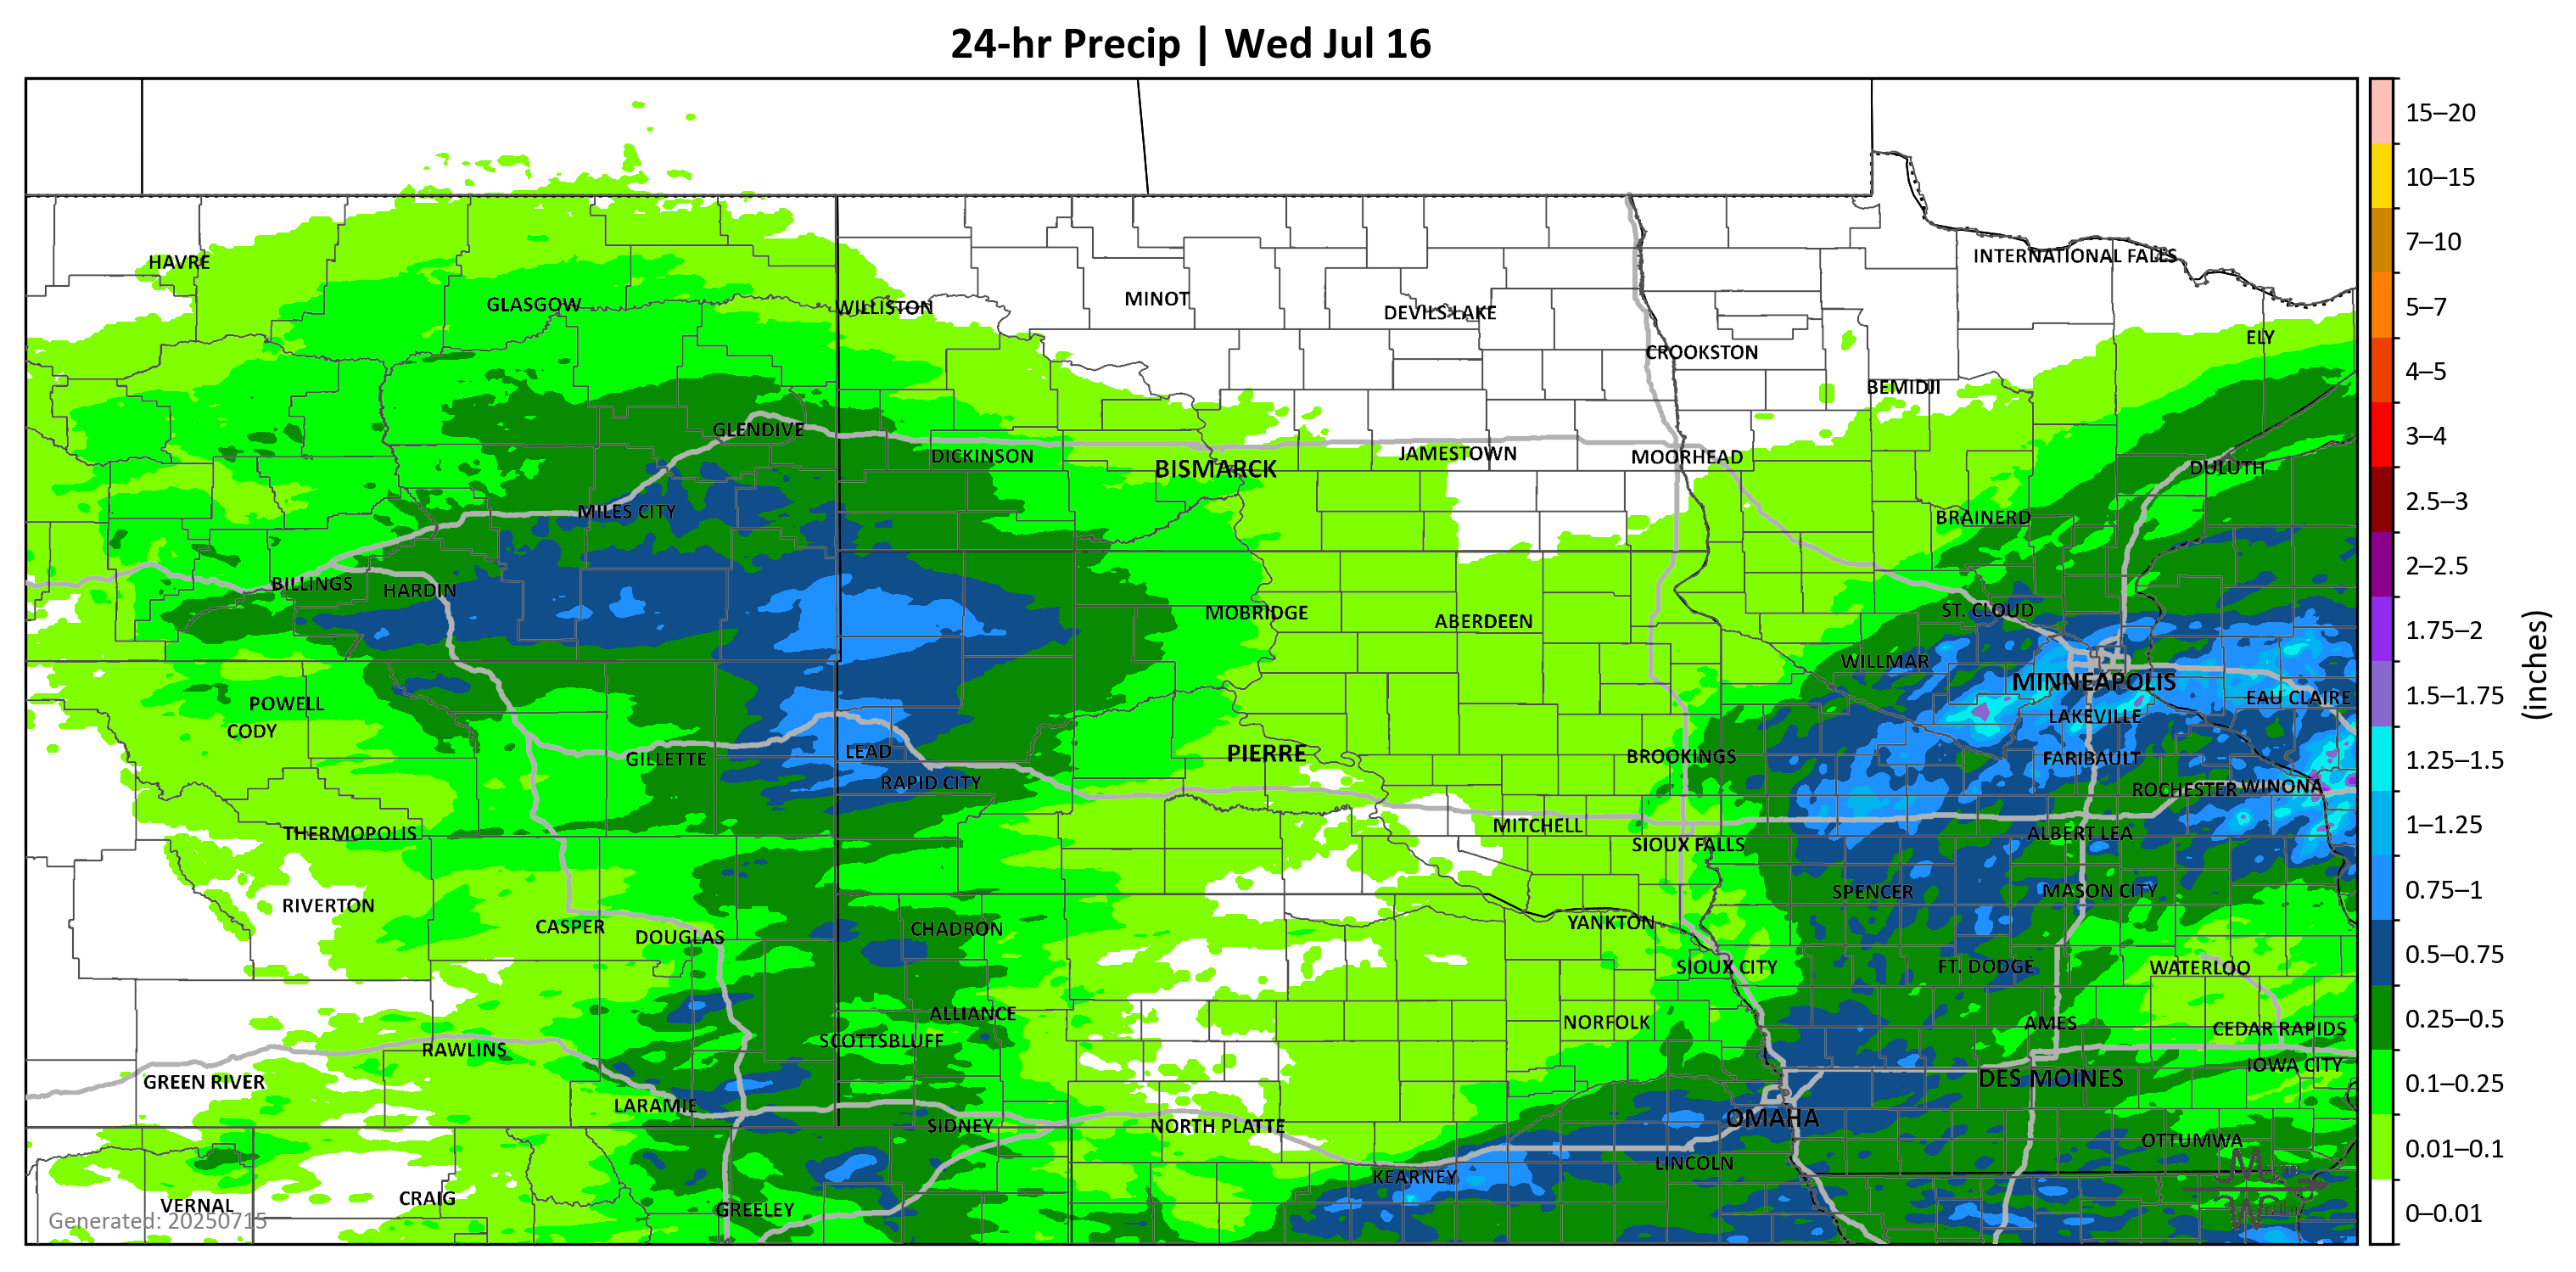 24-hr Precip | Wed Jul 16
15–20
10–15
7–10
5–7
4–5
3–4
2.5–3
2–2.5
1.75–2
1.5–1.75
1.25–1.5
1–1.25
0.75–1
0.5–0.75
0.25–0.5
0.1–0.25
0.01–0.1
0–0.01
(inches)
HAVRE
INTERNATIONAL FALLS
GLASGOW
WILLISTON
MINOT
DEVILS LAKE
ELY
CROOKSTON
BEMIDJI
GLENDIVE
DICKINSON
BISMARCK
JAMESTOWN
MOORHEAD
DULUTH
MILES CITY
BRAINERD
BILLINGS
HARDIN
MOBRIDGE
ABERDEEN
ST. CLOUD
WILLMAR
MINNEAPOLIS
POWELL
EAU CLAIRE
CODY
LAKEVILLE
GILLETTE
LEAD
PIERRE
BROOKINGS
FARIBAULT
RAPID CITY
ROCHESTER
WINONA
THERMOPOLIS
MITCHELL
ALBERT LEA
SIOUX FALLS
RIVERTON
SPENCER
MASON CITY
CASPER
DOUGLAS
CHADRON
YANKTON
SIOUX CITY
FT. DODGE
WATERLOO
ALLIANCE
NORFOLK
AMES
CEDAR RAPIDS
RAWLINS
SCOTTSBLUFF
IOWA CITY
GREEN RIVER
DES MOINES
LARAMIE
SIDNEY
NORTH PLATTE
OMAHA
OTTUMWA
LINCOLN
KEARNEY
VERNAL
CRAIG
GREELEY
Generated: 20250715